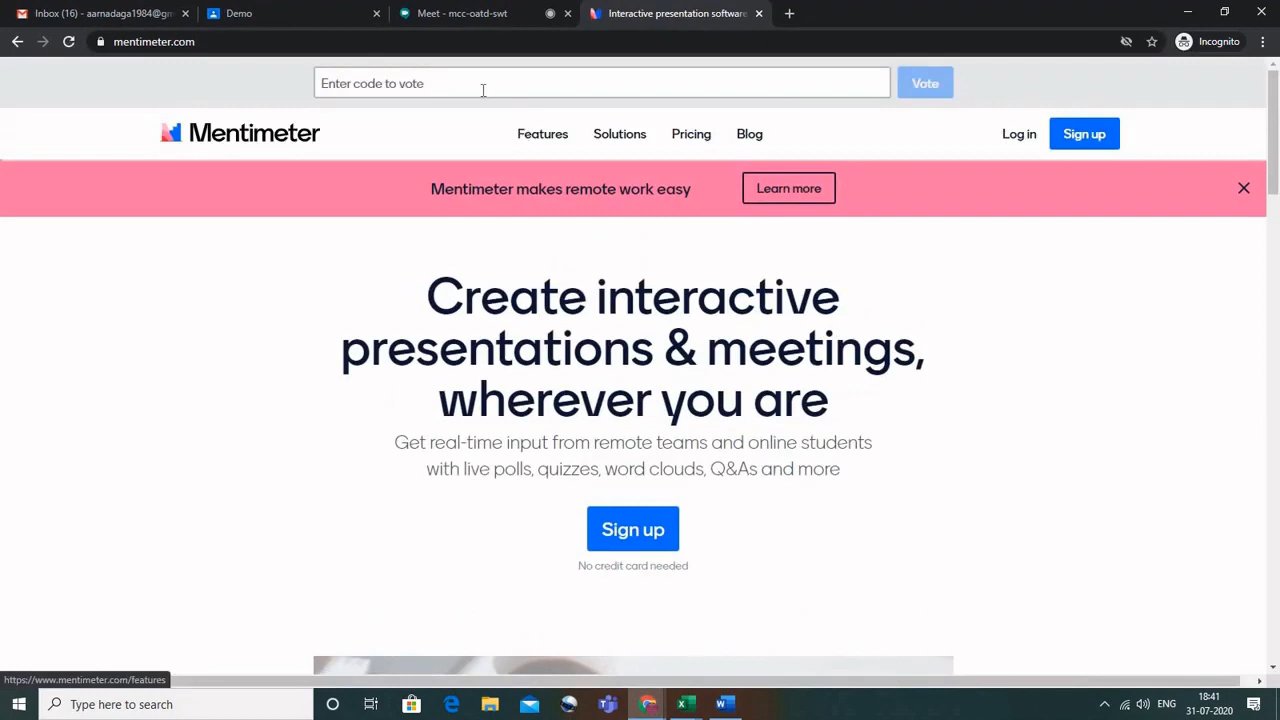 Inbox (1) - aarnadaga1984@gm
Demo
Meet - mcc-oatd-swt
Interactive presentation software
mentimeter.com
Incognito
Enter code to vote
Vote
Mentimeter
Features
Solutions
Pricing
Blog
Log in
Sign up
Mentimeter makes remote work easy
Learn more
Create interactive
presentations & meetings,
wherever you are
Get real-time input from remote teams and online students
with live polls, quizzes, word clouds, Q&As and more
Sign up
No credit card needed
https://www.mentimeter.com/features
Type here to search
ENG
18:41
31-07-2020